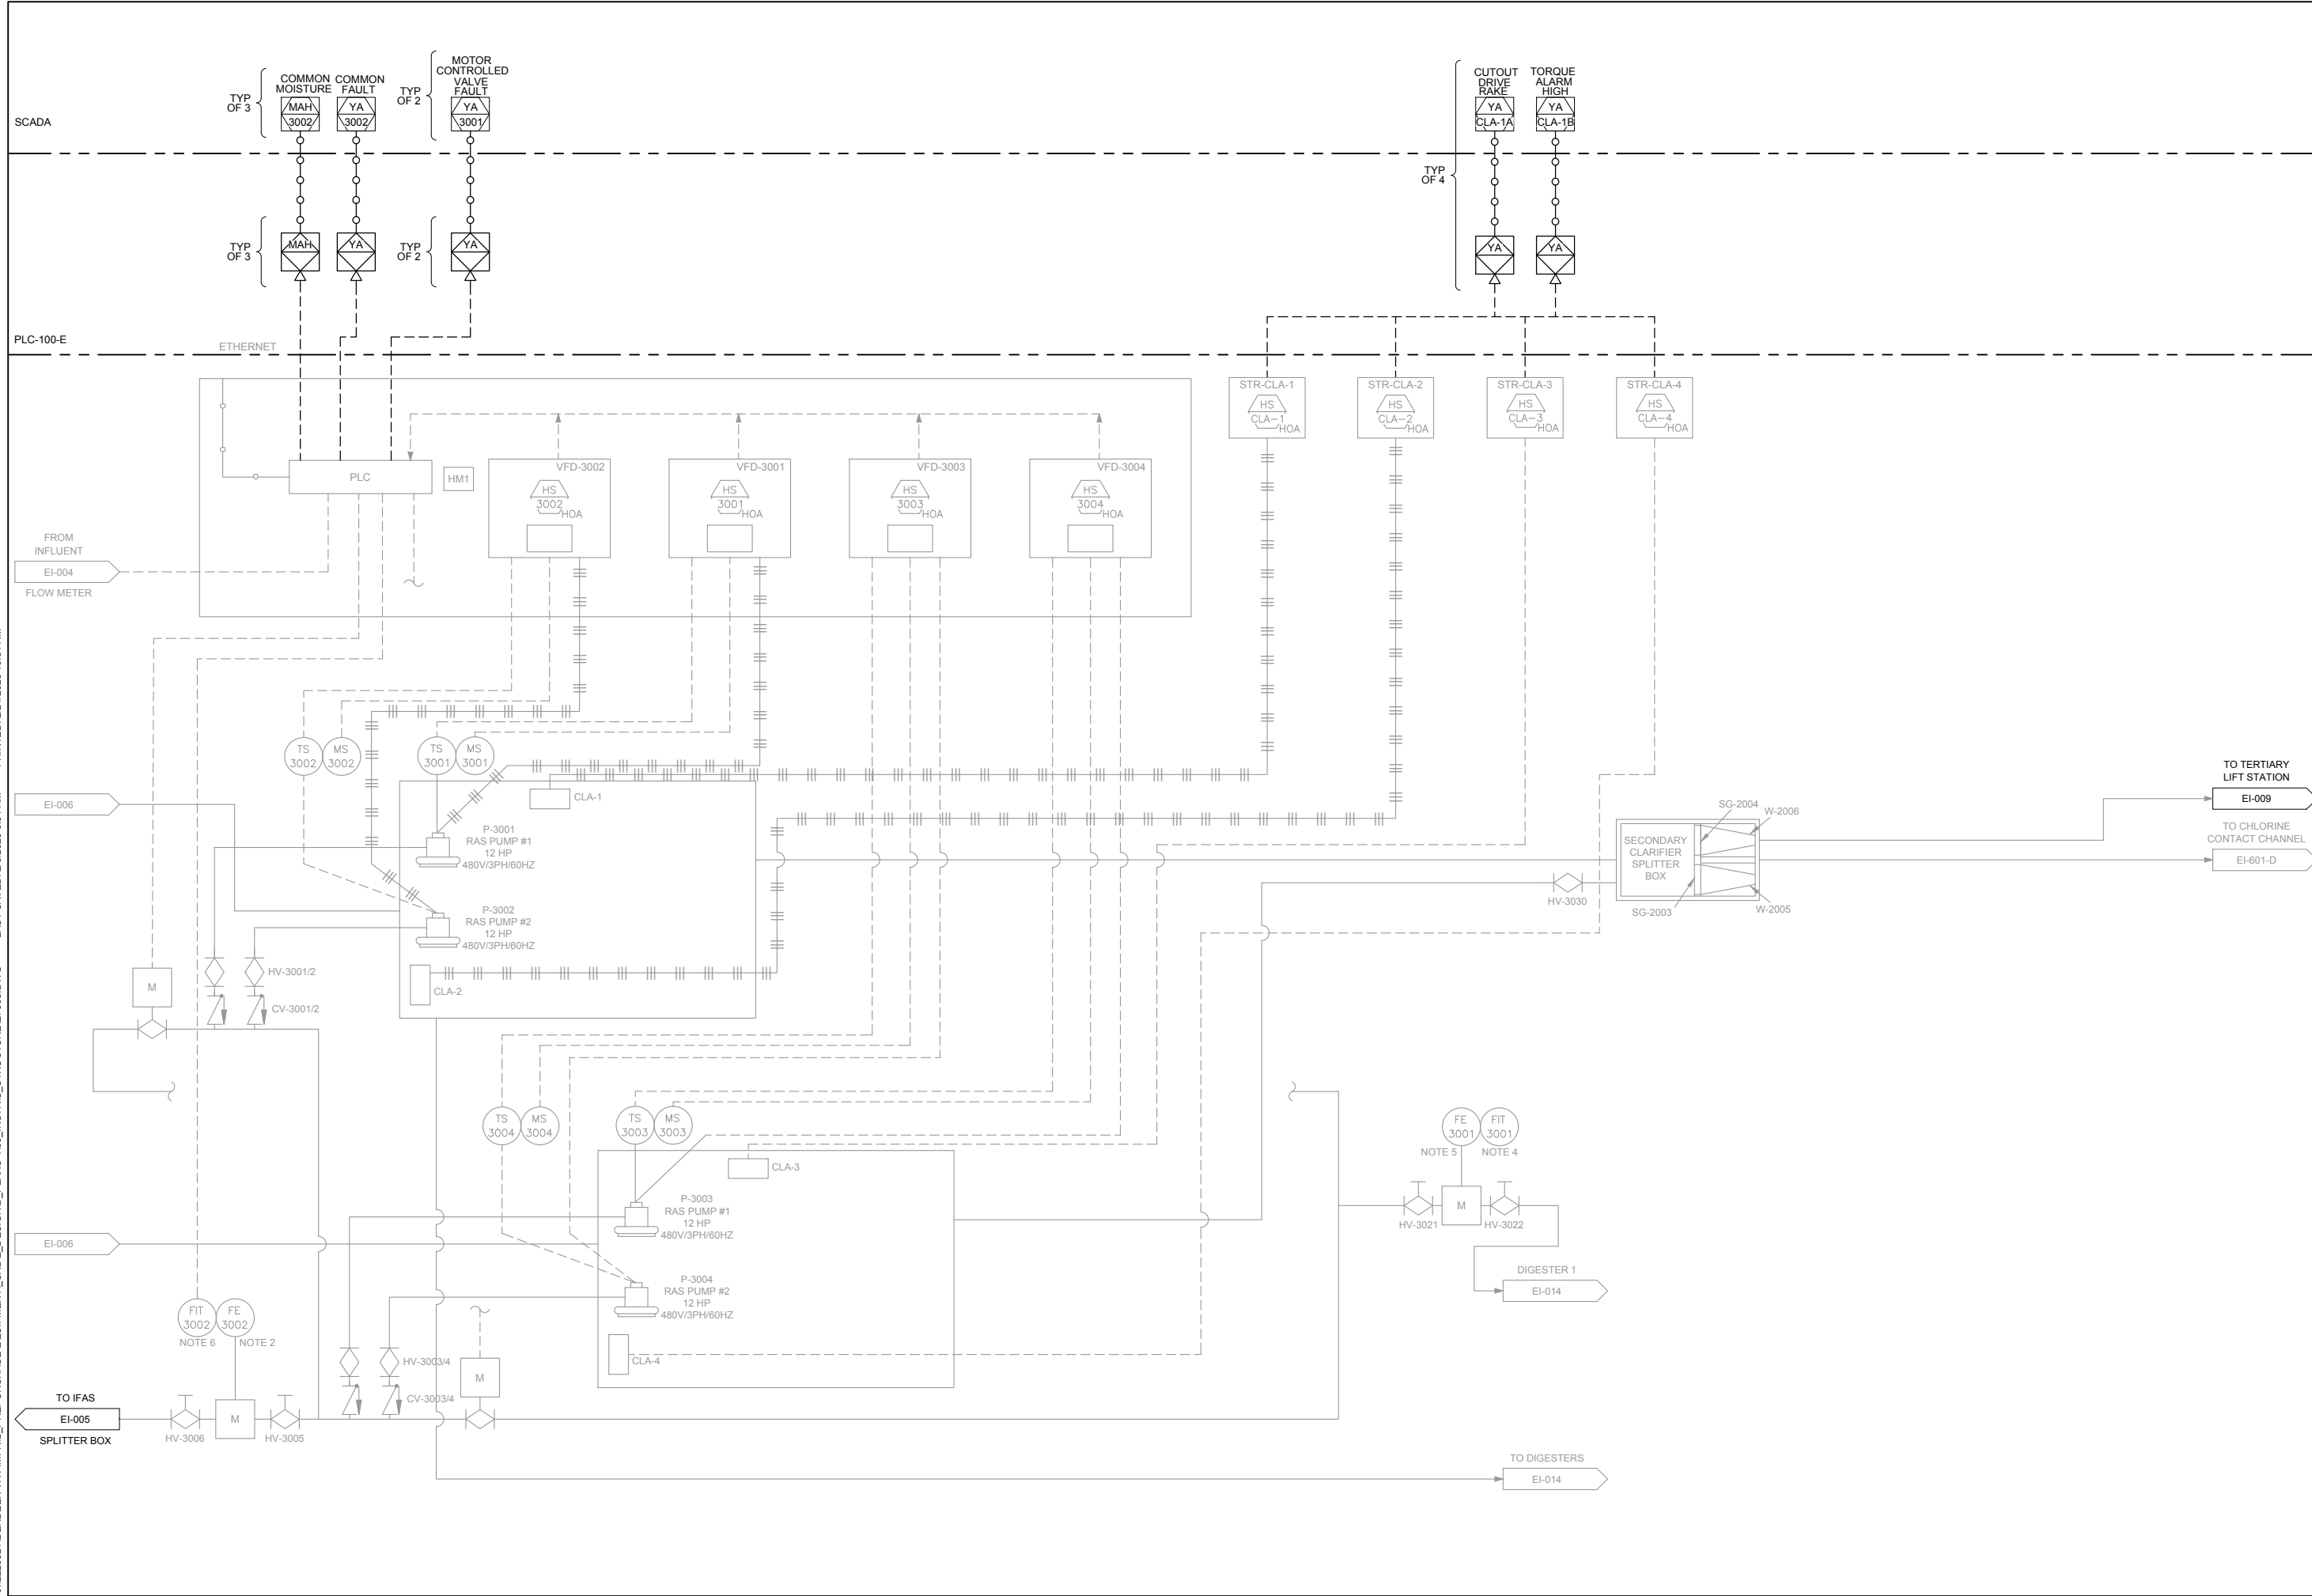 COMMON
MOISTURE
COMMON
FAULT
MOTOR
CONTROLLED
VALVE
FAULT
CUTOUT
DRIVE
RAKE
TORQUE
ALARM
HIGH
TYP
OF 3
MAH
3002
YA
3002
TYP
OF 2
YA
3001
YA
CLA-1A
YA
CLA-1B
SCADA
TYP
OF 4
TYP
OF 3
MAH
YA
TYP
OF 2
YA
YA
YA
PLC-100-E
ETHERNET
STR-CLA-1
HS
CLA-1
HOA
STR-CLA-2
HS
CLA-2
HOA
STR-CLA-3
HS
CLA-3
HOA
STR-CLA-4
HS
CLA-4
HOA
PLC
HM1
VFD-3002
HS
3002
HOA
VFD-3001
HS
3001
HOA
VFD-3003
HS
3003
HOA
VFD-3004
HS
3004
HOA
FROM
INFLUENT
EI-004
FLOW METER
TS
3002
MS
3002
TS
3001
MS
3001
EI-006
CLA-1
P-3001
RAS PUMP #1
12 HP
480V/3PH/60HZ
P-3002
RAS PUMP #2
12 HP
480V/3PH/60HZ
CLA-2
M
HV-3001/2
CV-3001/2
TO TERTIARY
LIFT STATION
EI-009
TO CHLORINE
CONTACT CHANNEL
EI-601-D
SG-2004
W-2006
SECONDARY
CLARIFIER
SPLITTER
BOX
SG-2003
W-2005
HV-3030
TS
3004
MS
3004
TS
3003
MS
3003
FE
3001
FIT
3001
NOTE 5
NOTE 4
M
HV-3021
HV-3022
DIGESTER 1
EI-014
CLA-3
P-3003
RAS PUMP #1
12 HP
480V/3PH/60HZ
EI-006
P-3004
RAS PUMP #2
12 HP
480V/3PH/60HZ
CLA-4
FIT
3002
FE
3002
NOTE 6
NOTE 2
HV-3003/4
CV-3003/4
M
TO IFAS
EI-005
SPLITTER BOX
HV-3006
M
HV-3005
TO DIGESTERS
EI-014